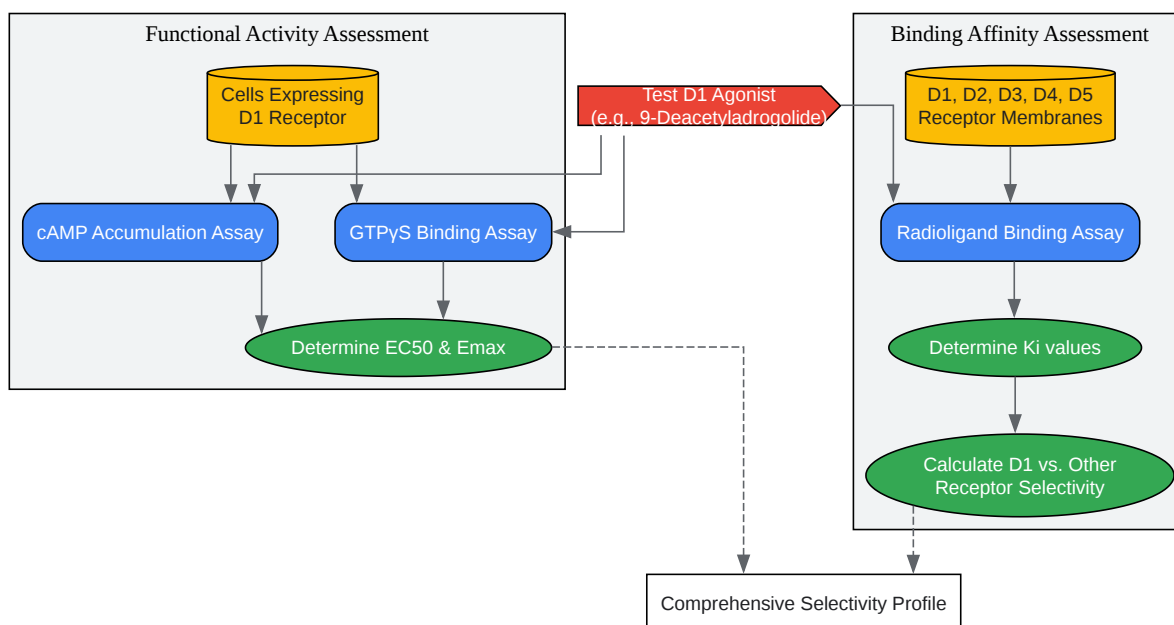 Functional Activity Assessment
Binding Affinity Assessment
Cells Expressing
D1 Receptor
Test D1 Agonist
(e.g., 9-Deacetyladrogolide)
D1, D2, D3, D4, D5
Receptor Membranes
cAMP Accumulation Assay
GTPγS Binding Assay
Radioligand Binding Assay
Determine EC50 & Emax
Determine Ki values
Calculate D1 vs. Other
Receptor Selectivity
Comprehensive Selectivity Profile